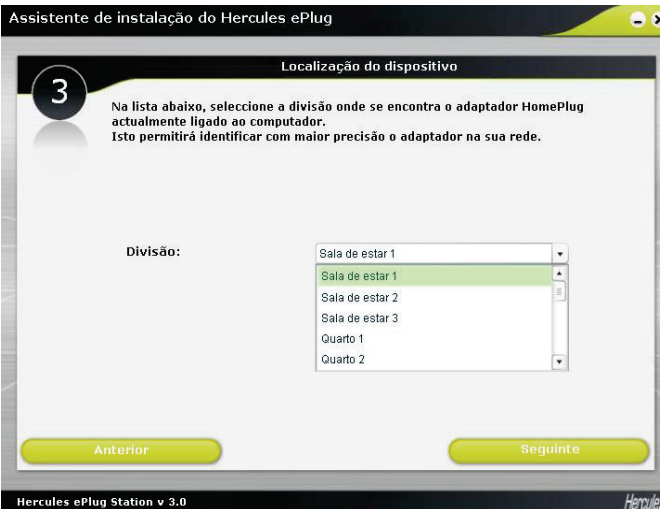 Assistente de instalação do Hercules ePlug
Localização do dispositivo
3
Na lista abaixo, seleccione a divisão onde se encontra o adaptador HomePlug
actualmente ligado ao computador.
Isto permitirá identificar com maior precisão o adaptador na sua rede.
Divisão:
Sala de estar 1
Sala de estar 1
Sala de estar 2
Sala de estar 3
Quarto 1
Quarto 2
Anterior
Seguinte
Hercules ePlug Station v 3.0
Hercules